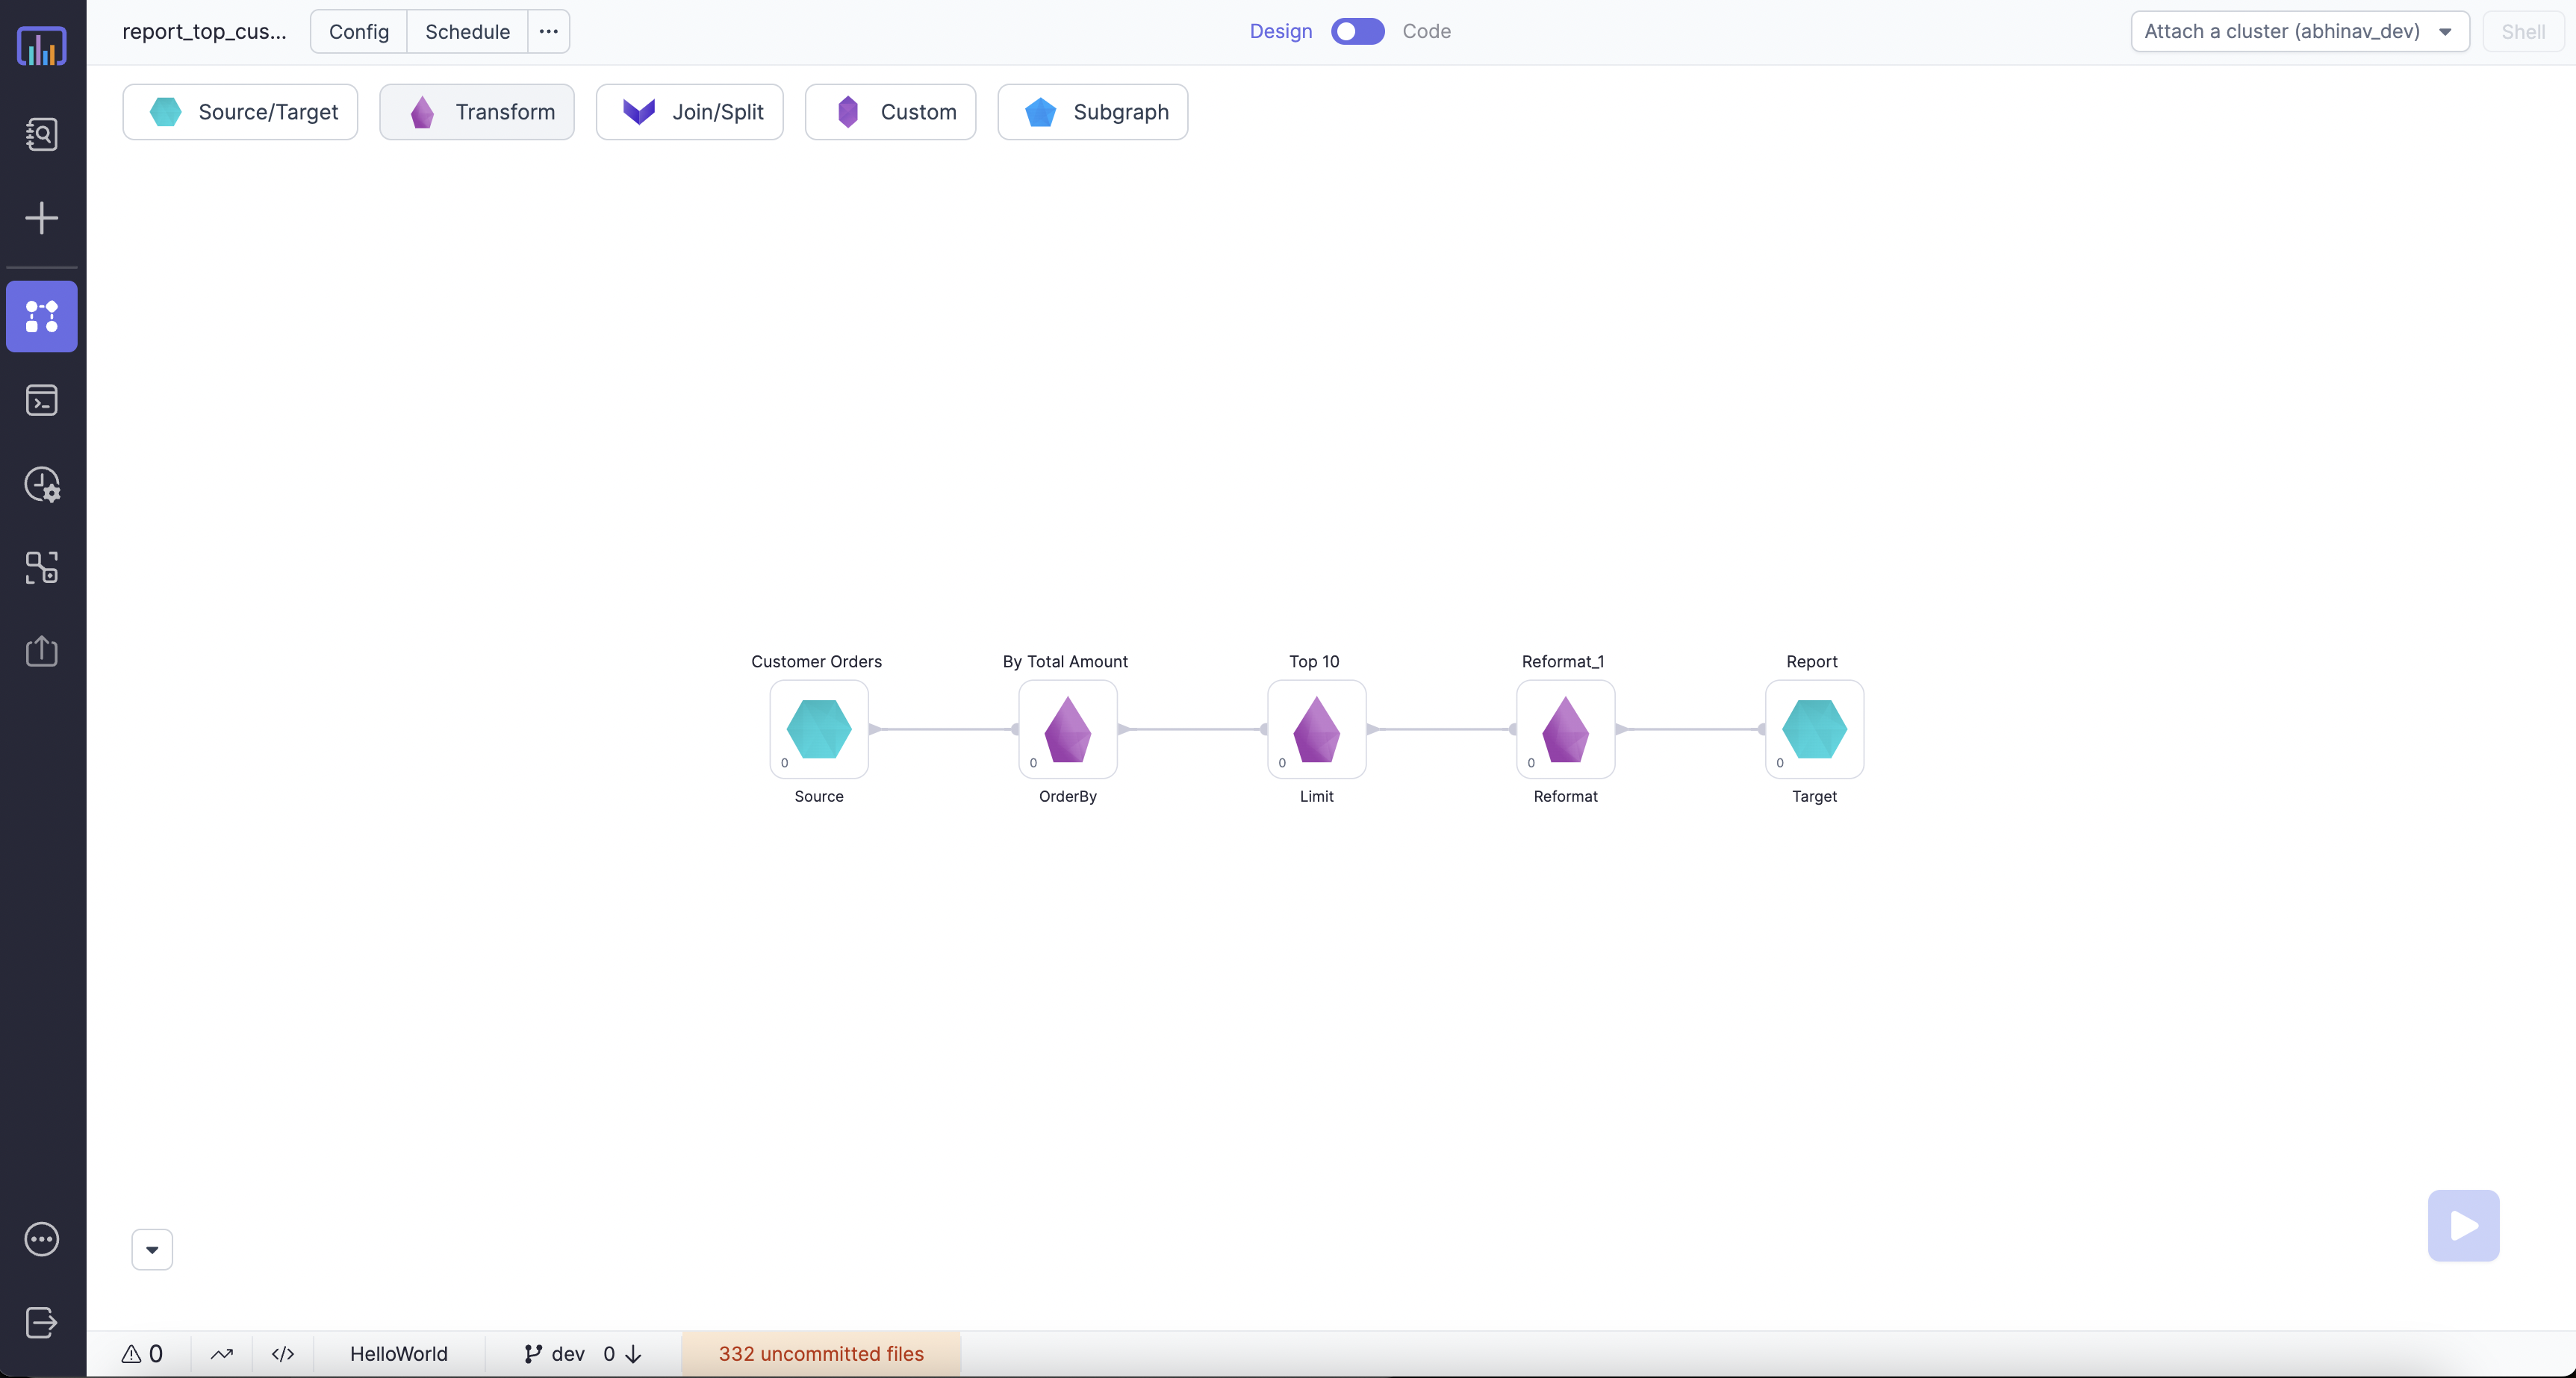 report_top_cus...
Config
Schedule
Design
Code
Attach a cluster (abhinav_dev)
Shell
Source/Target
Transform
Join/Split
Custom
Subgraph
Customer Orders
By Total Amount
Top 10
Reformat_1
Report
0
0
0
0
0
Source
OrderBy
Limit
Reformat
Target
0
HelloWorld
dev
0
332 uncommitted files